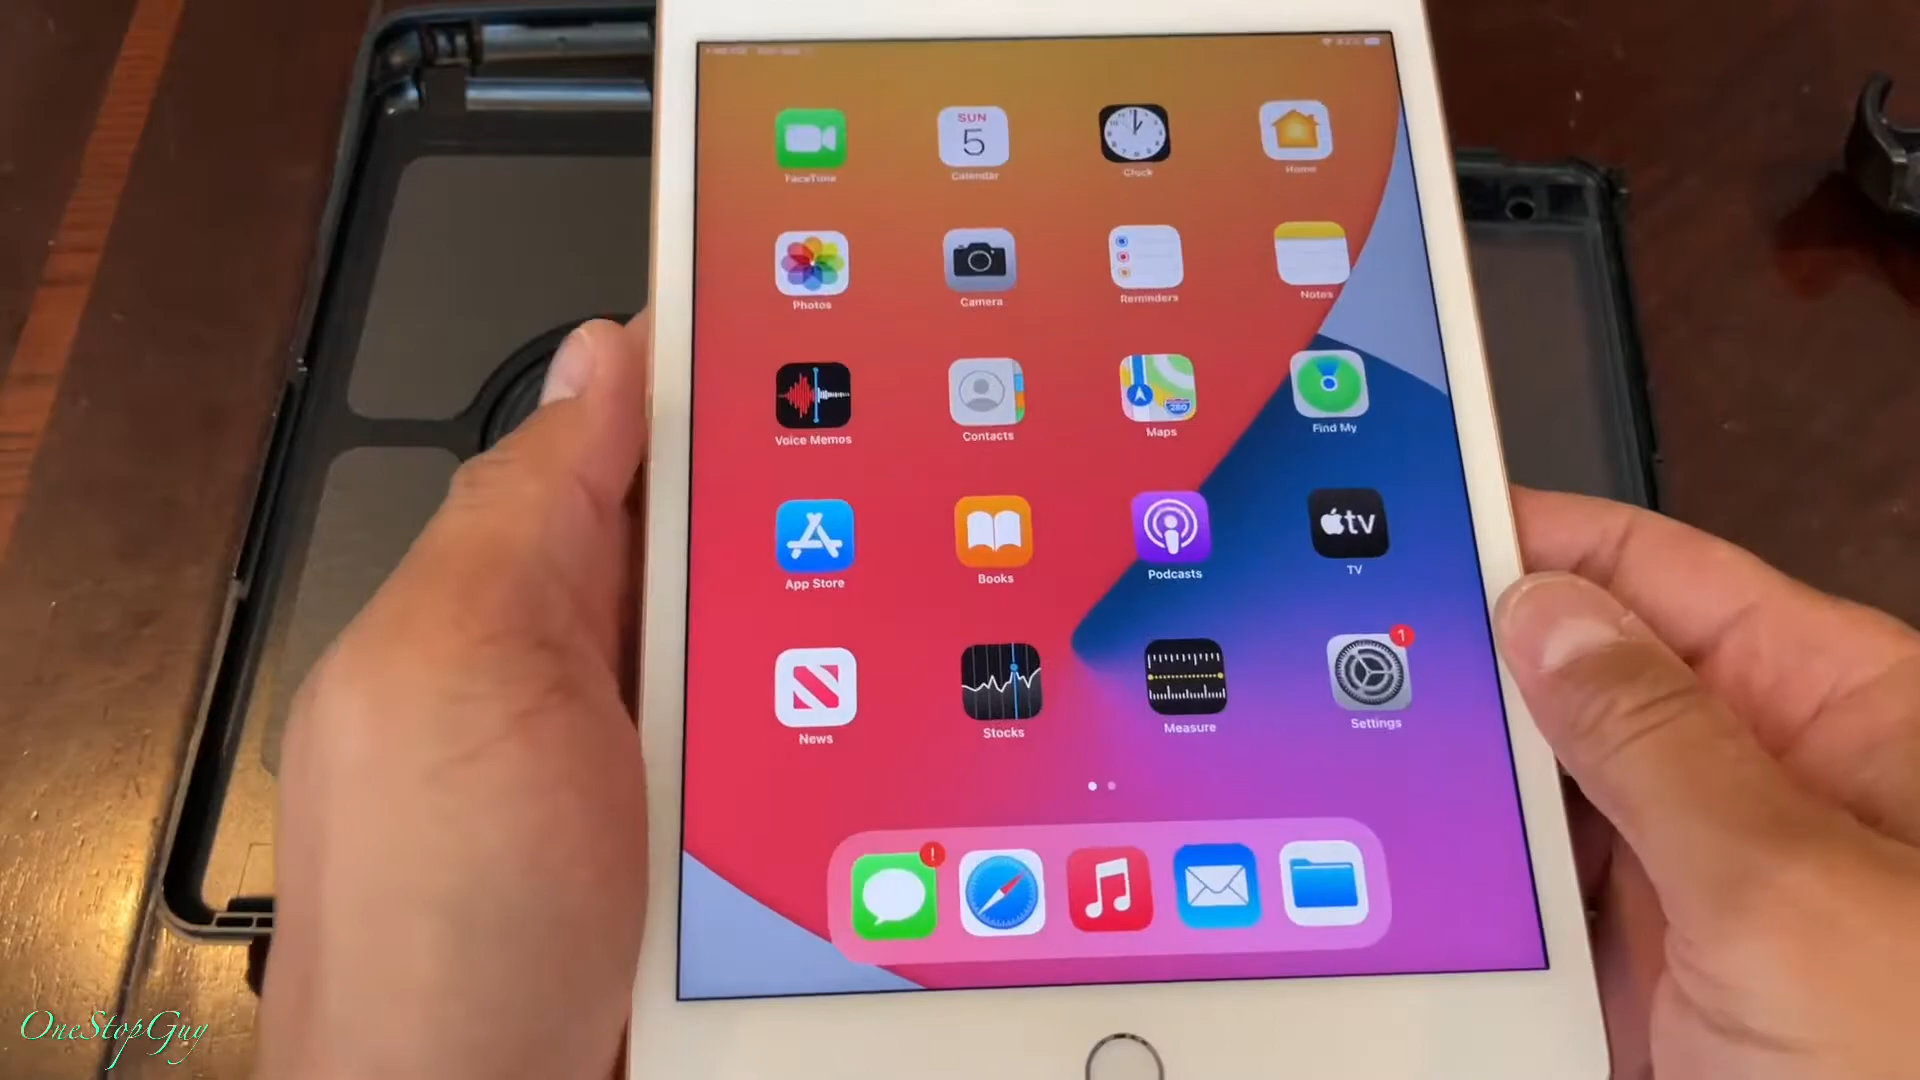 SUN
5
FaceTime
Calendar
Clock
Home
Photos
Camera
Reminders
Notes
280
Voice Memos
Contacts
Maps
Find My
tv
App Store
Books
Podcasts
TV
1
News
Stocks
Measure
Settings
!
OneStopGuy